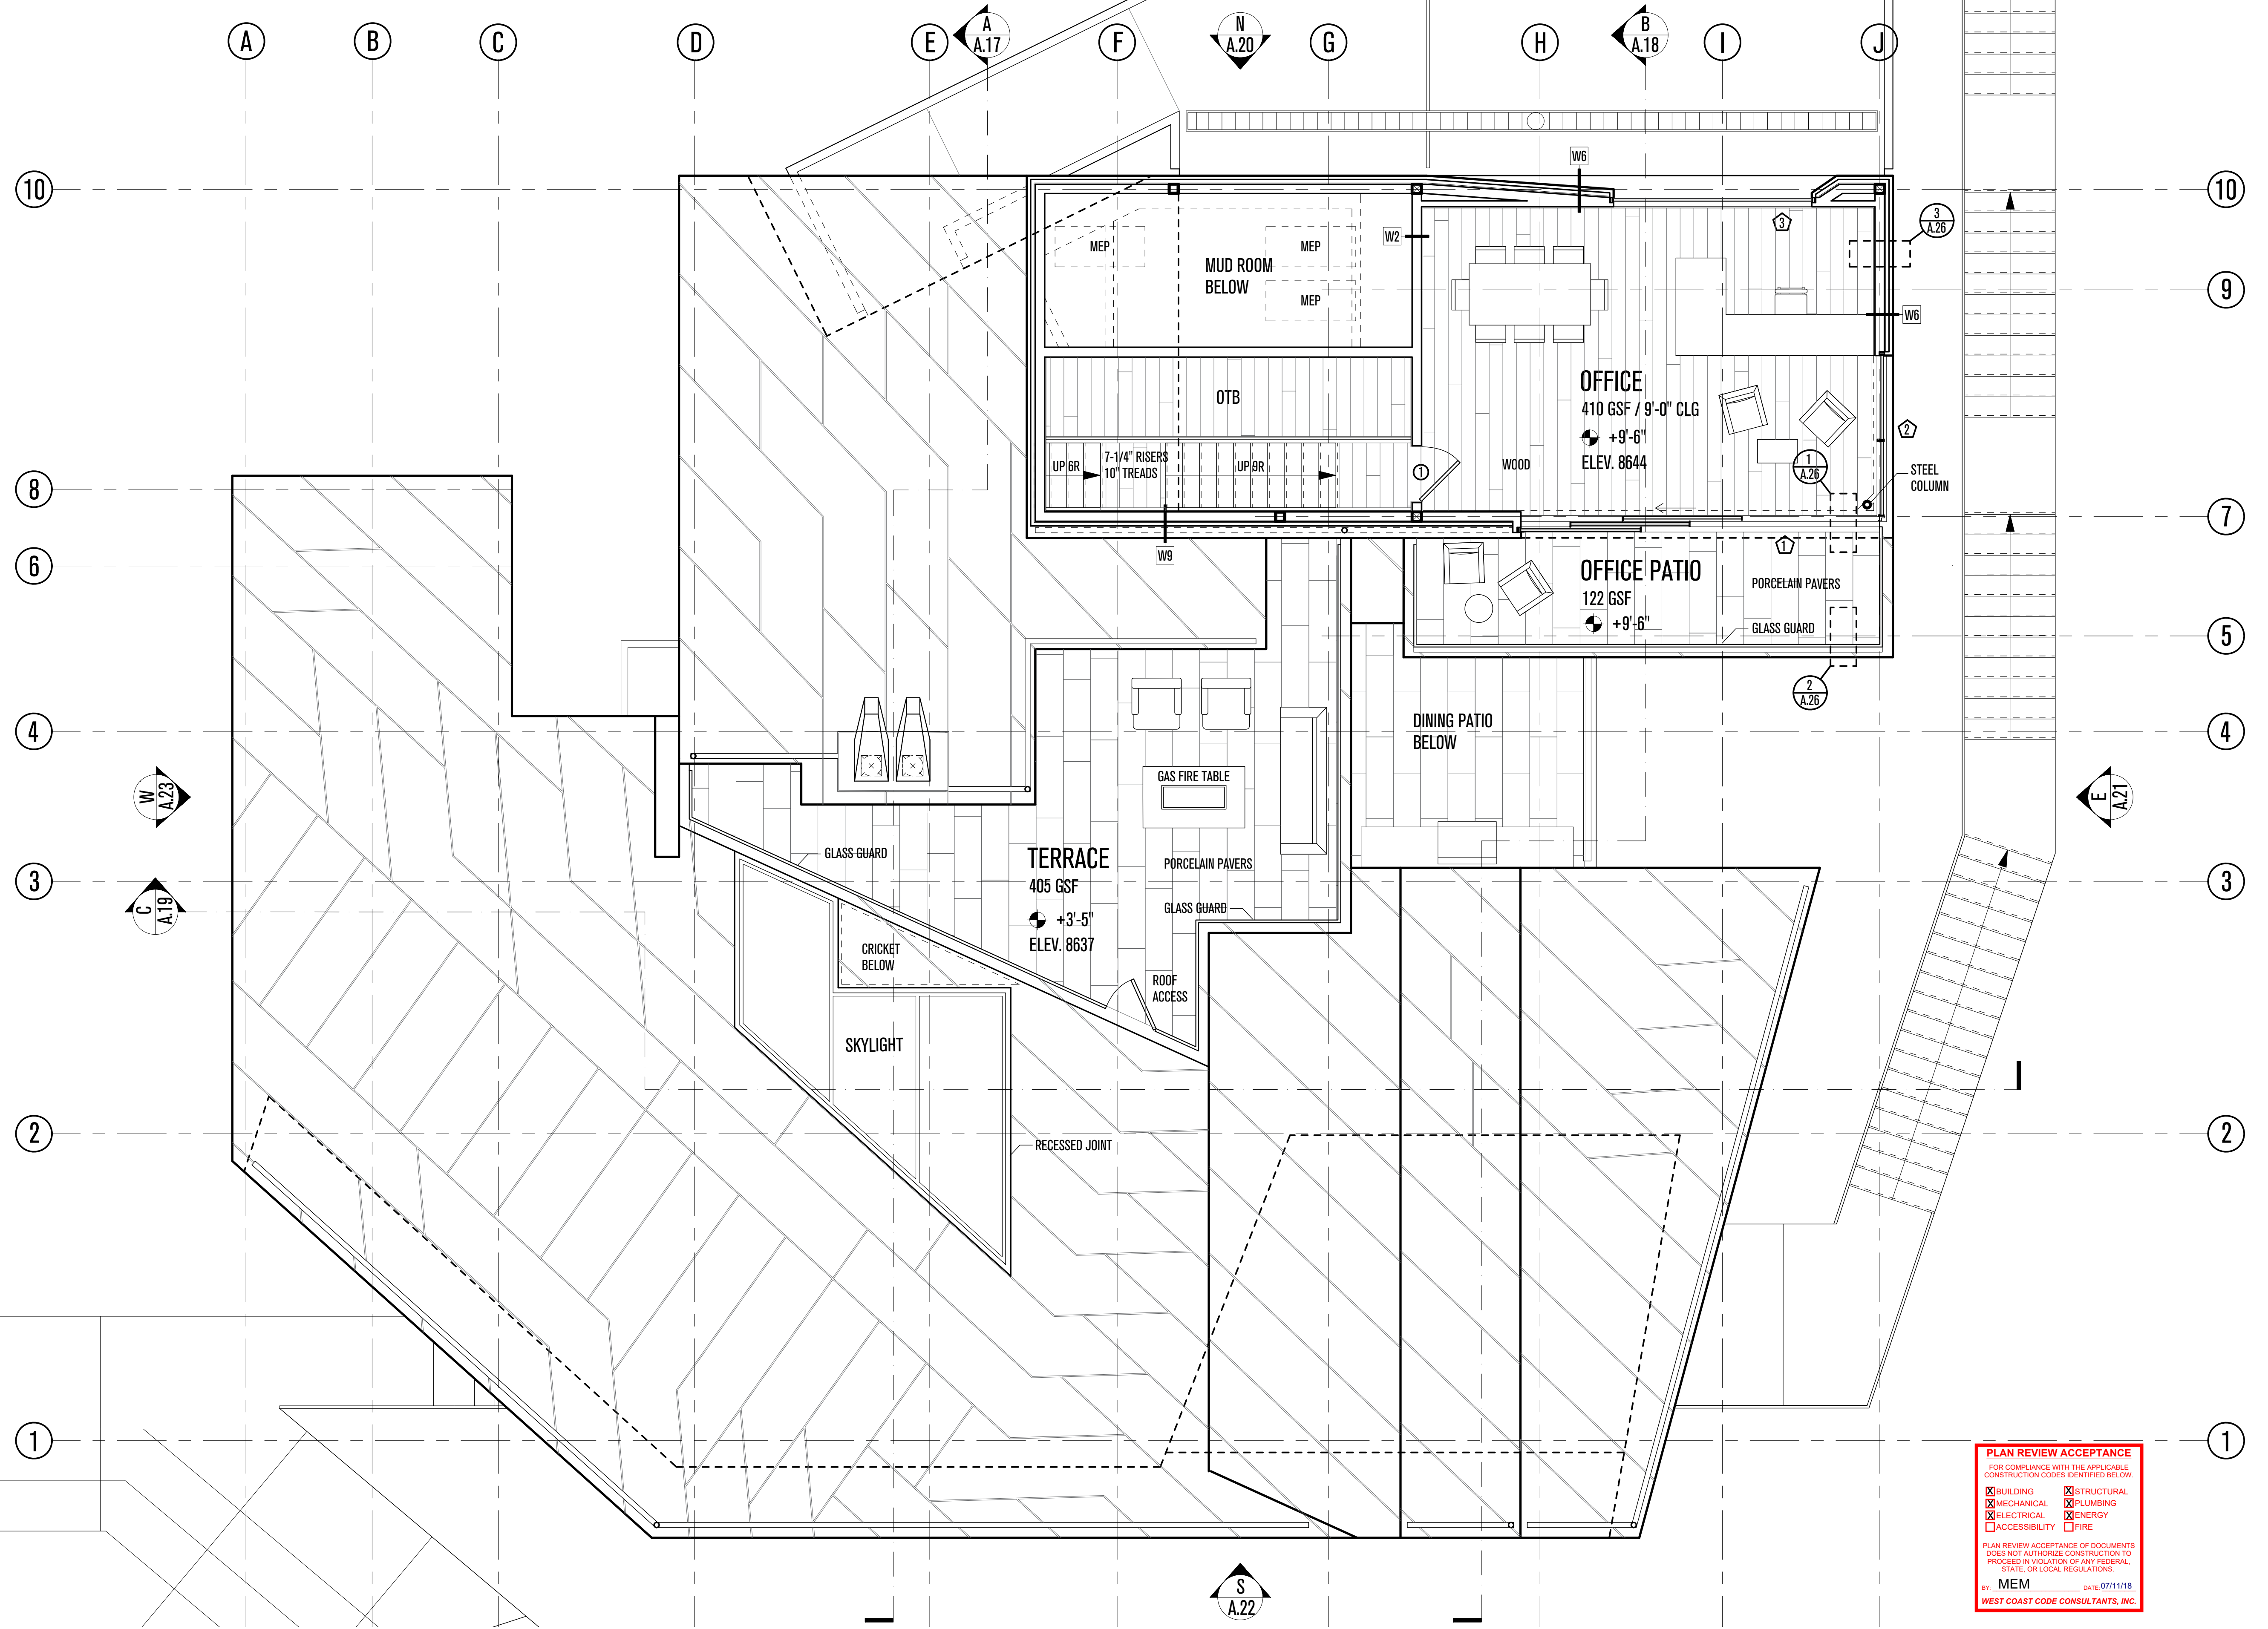 A
B
C
D
E
A
A.17
F
N
A.20
G
H
B
A.18
I
J
10
W6
10
3
3
A.26
W2
MEP
MEP
MUD ROOM
BELOW
9
MEP
W6
OFFICE
410 GSF / 9'-0" CLG
+9'-6"
ELEV. 8644
OTB
2
UP 6R
7-1/4" RISERS
10" TREADS
UP 9R
1
WOOD
1
A.26
STEEL
COLUMN
8
7
W9
1
6
OFFICE PATIO
122 GSF
+9'-6"
PORCELAIN PAVERS
GLASS GUARD
5
2
A.26
4
DINING PATIO
BELOW
4
GAS FIRE TABLE
W
A.23
E
A.21
GLASS GUARD
TERRACE
405 GSF
+3'-5"
ELEV. 8637
PORCELAIN PAVERS
3
3
C
A.19
GLASS GUARD
CRICKET
BELOW
ROOF
ACCESS
SKYLIGHT
2
RECESSED JOINT
2
1
1
S
A.22
PLAN REVIEW ACCEPTANCE
FOR COMPLIANCE WITH THE APPLICABLE
CONSTRUCTION CODES IDENTIFIED BELOW.
X BUILDING X STRUCTURAL
X MECHANICAL X PLUMBING
X ELECTRICAL X ENERGY
ACCESSIBILITY FIRE
PLAN REVIEW ACCEPTANCE OF DOCUMENTS
DOES NOT AUTHORIZE CONSTRUCTION TO
PROCEED IN VIOLATION OF ANY FEDERAL,
STATE, OR LOCAL REGULATIONS.
BY: MEM DATE: 07/11/18
WEST COAST CODE CONSULTANTS, INC.